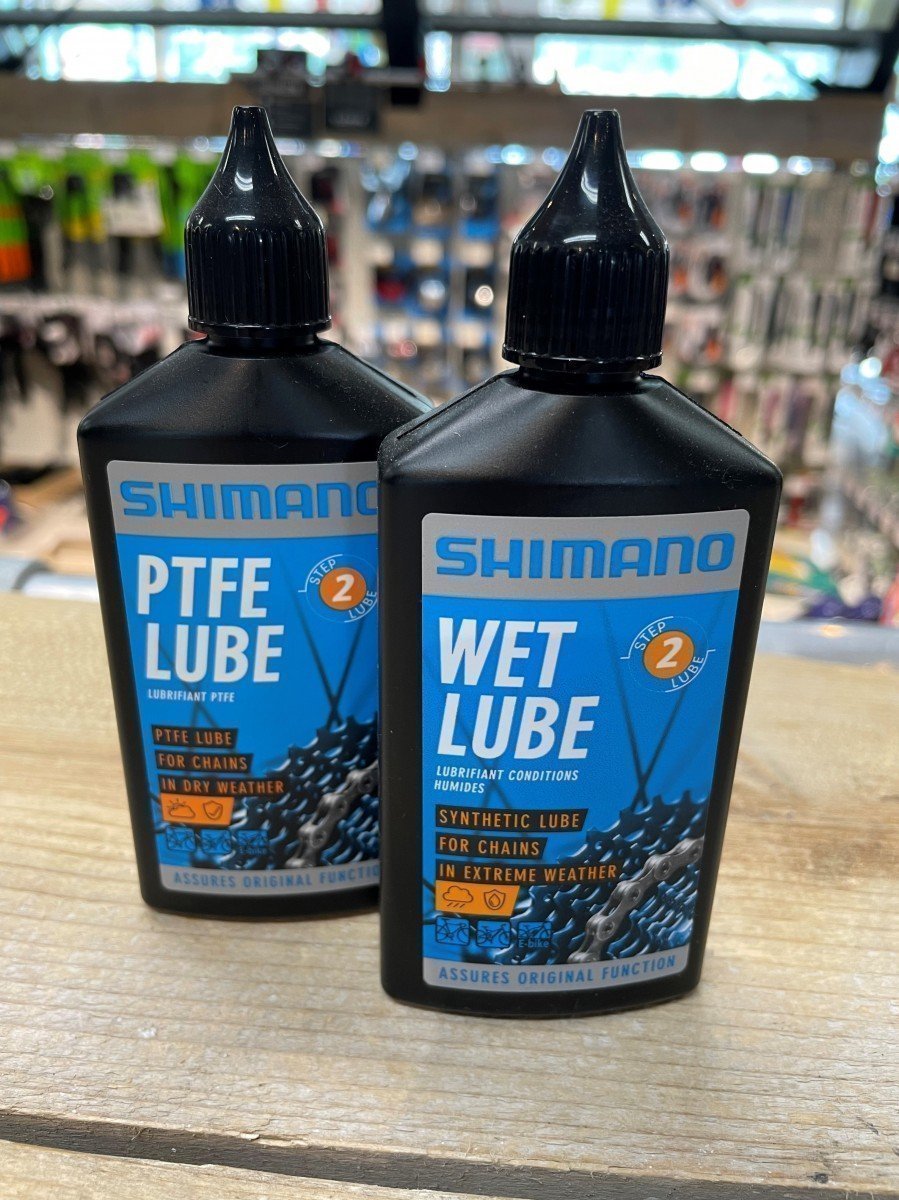 SHIMANO
PTFE
LUBE
STEP
2
LUBE
LUBRIFIANT PTFE
PTFE LUBE
FOR CHAINS
IN DRY WEATHER
E-bike
ASSURES ORIGINAL FUNCTIO
SHIMANO
WET
LUBE
STEP
2
LUBE
LUBRIFIANT CONDITIONS
HUMIDES
SYNTHETIC LUBE
FOR CHAINS
IN EXTREME WEATHER
E-bike
ASSURES ORIGINAL FUNCTION